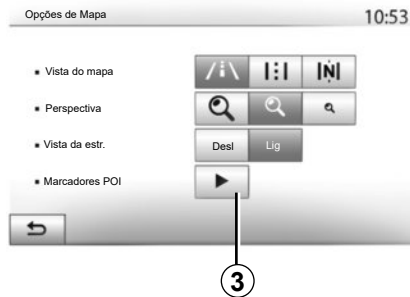 Opções de Mapa 10:53
▪ Vista do mapa |N|
▪ Perspectiva
▪ Vista da estr. Desl Lig
▪ Marcadores POI
3